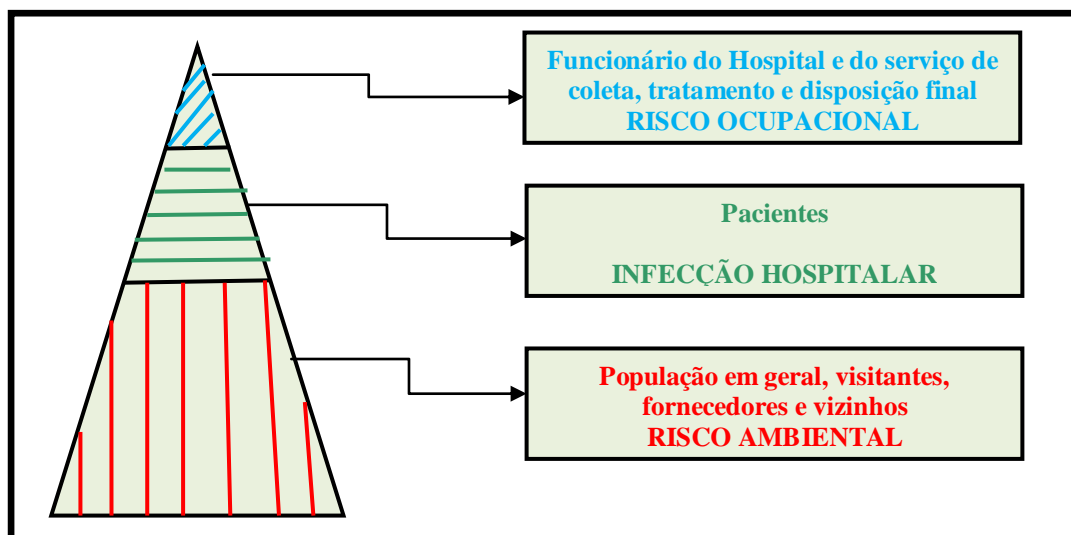 Funcionário do Hospital e do serviço de
coleta, tratamento e disposição final
RISCO OCUPACIONAL
Pacientes
INFECÇÃO HOSPITALAR
População em geral, visitantes,
fornecedores e vizinhos
RISCO AMBIENTAL